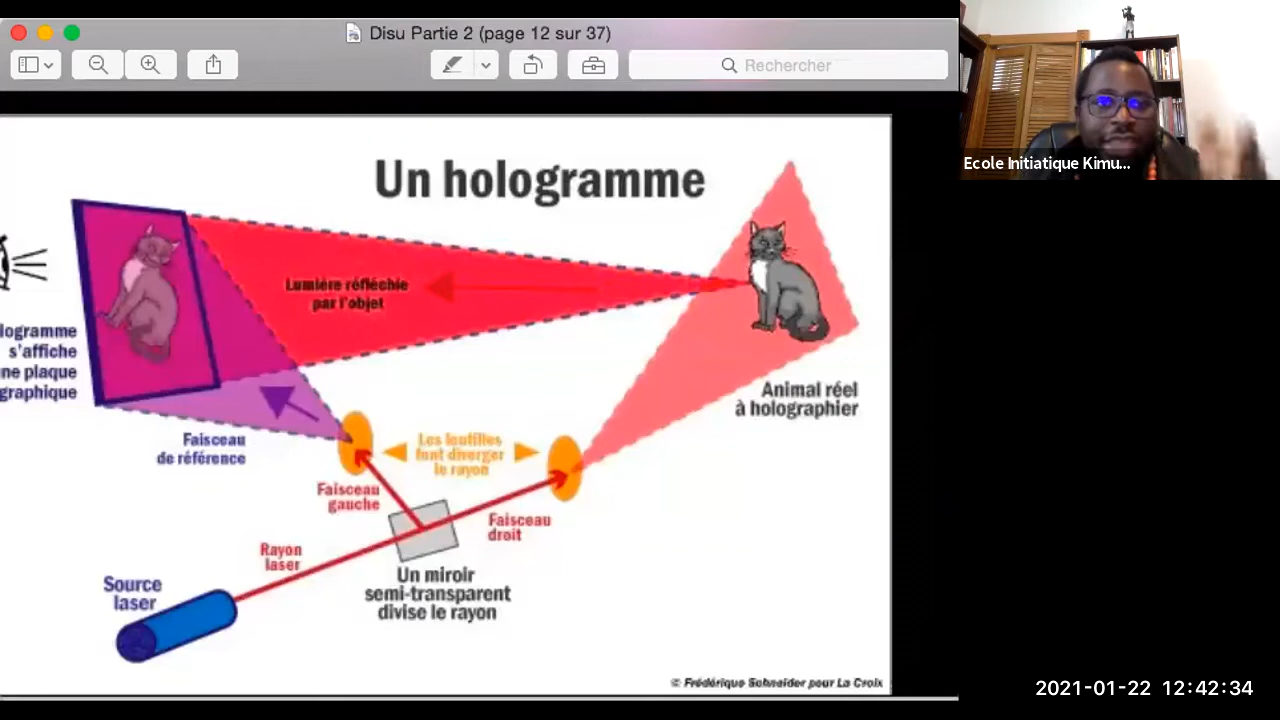 Disu Partie 2 (page 12 sur 37)
Rechercher
Ecole Initiatique Kimu...
Un hologramme
Lumière réfléchie
par l'objet
logramme
s'affiche
ne plaque
graphique
Animal réel
à holographier
Faisceau
de référence
Les lentilles
font diverger
le rayon
Faisceau
gauche
Faisceau
droit
Rayon
laser
Un miroir
semi-transparent
divise le rayon
Source
laser
© Frédérique Schneider pour La Croix
2021-01-22 12:42:34